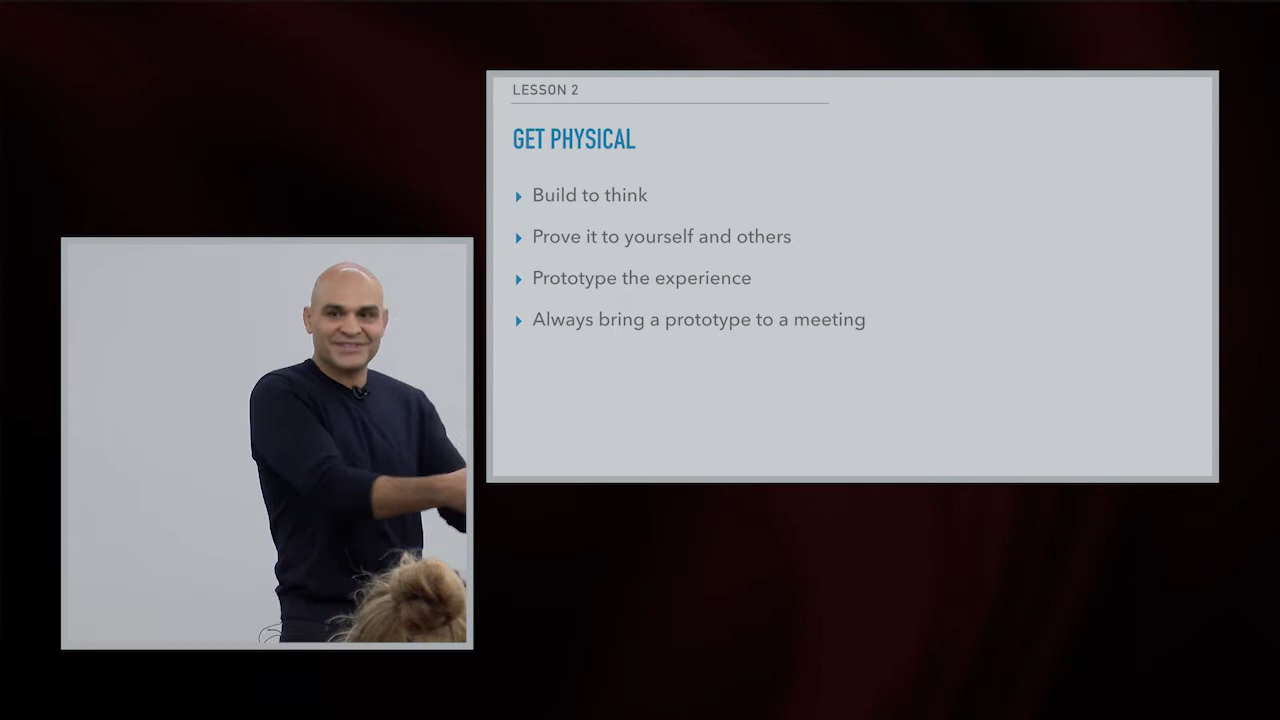 LESSON 2
GET PHYSICAL
Build to think
Prove it to yourself and others
Prototype the experience
Always bring a prototype to a meeting